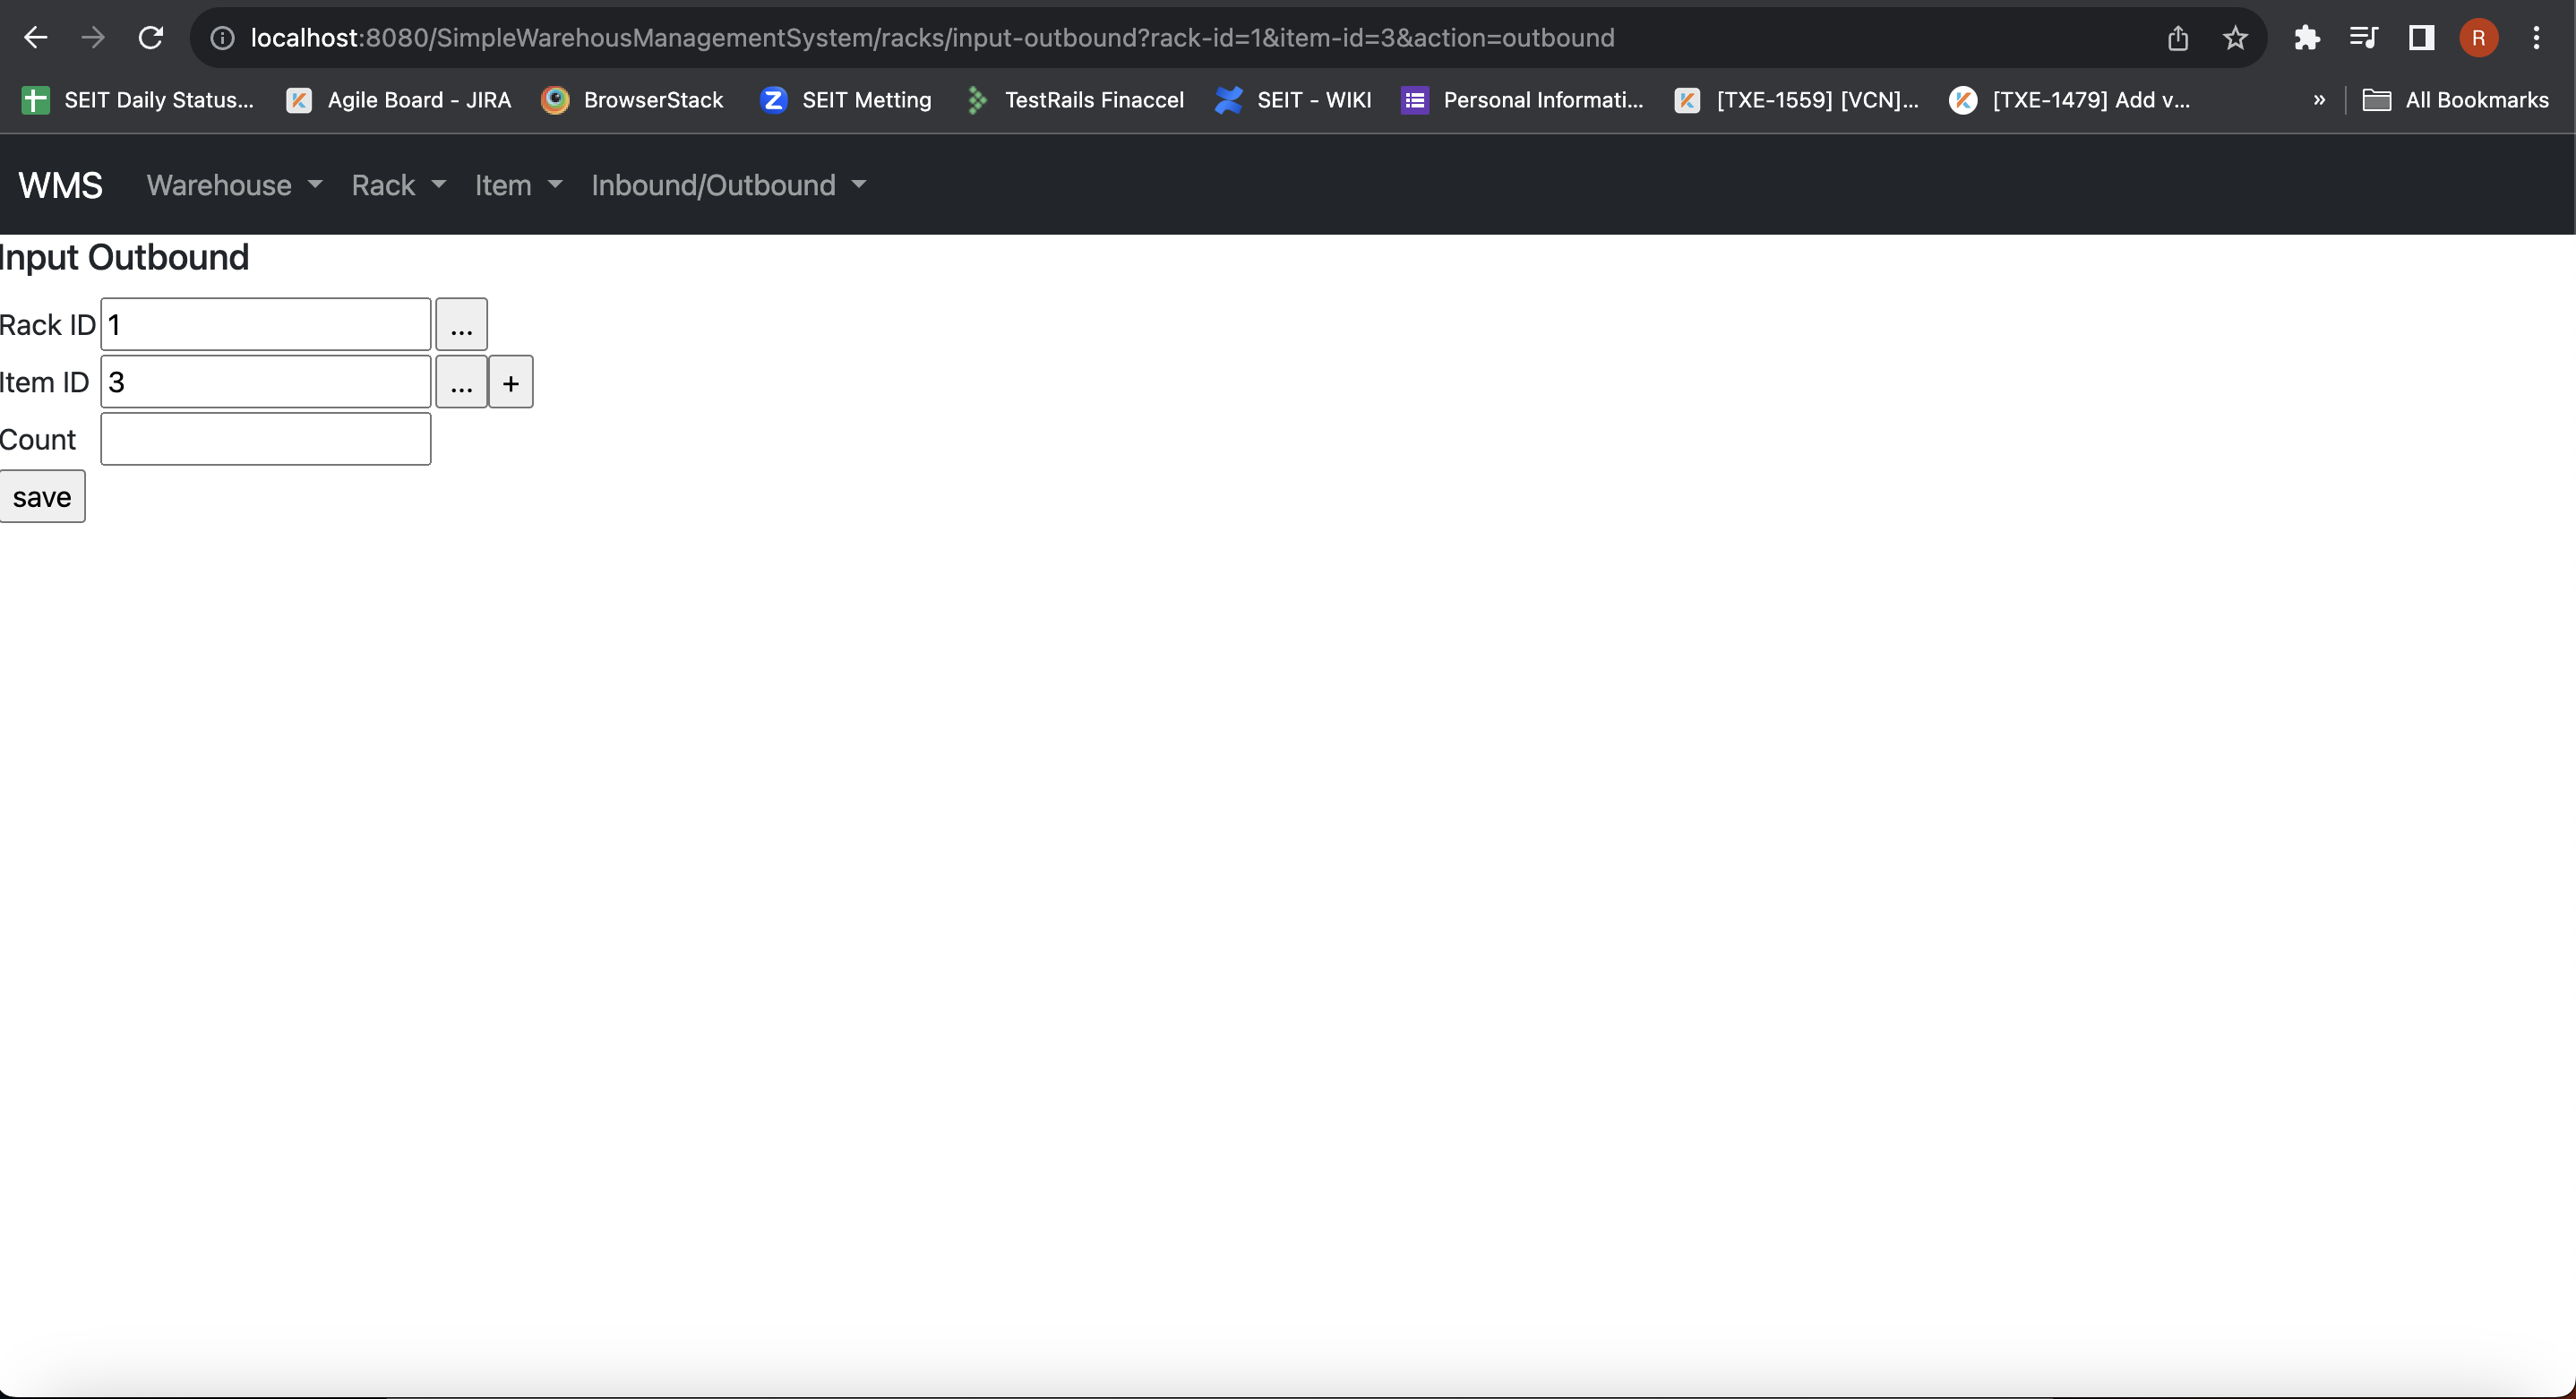 localhost:8080/SimpleWarehousManagementSystem/racks/input-outbound?rack-id=1&item-id=3&action=outbound
R
SEIT Daily Status... Agile Board - JIRA BrowserStack SEIT Metting TestRails Finaccel SEIT - WIKI Personal Informati... [TXE-1559] [VCN]... [TXE-1479] Add v... » All Bookmarks
WMS Warehouse Rack Item Inbound/Outbound
Input Outbound
Rack ID 1 ...
Item ID 3 ... +
Count
save